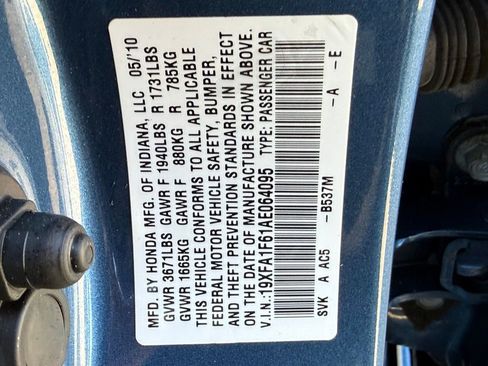 MFD. BY HONDA MFG. OF INDIANA, LLC 05/'10
GVWR 3671LBS GAWR F 1940LBS R 1731LBS
GVWR 1665KG GAWR F 880KG R 785KG
THIS VEHICLE CONFORMS TO ALL APPLICABLE
FEDERAL MOTOR VEHICLE SAFETY, BUMPER,
AND THEFT PREVENTION STANDARDS IN EFFECT
ON THE DATE OF MANUFACTURE SHOWN ABOVE.
V.I.N.:19XFA1F61AE064095 TYPE: PASSENGER CAR
-B537M -A -E
SVK A AC5